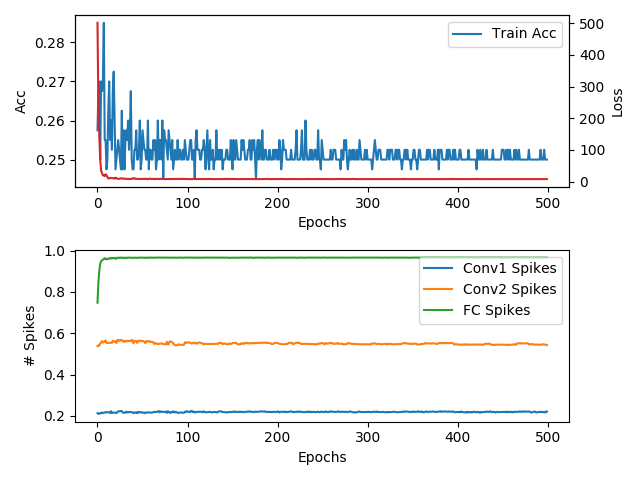 0.28
0.27
0.26
0.25
Acc
500
400
300
200
100
0
Loss
Train Acc
0 100 200 300 400 500
Epochs
1.0
0.8
0.6
0.4
0.2
# Spikes
Conv1 Spikes
Conv2 Spikes
FC Spikes
0 100 200 300 400 500
Epochs